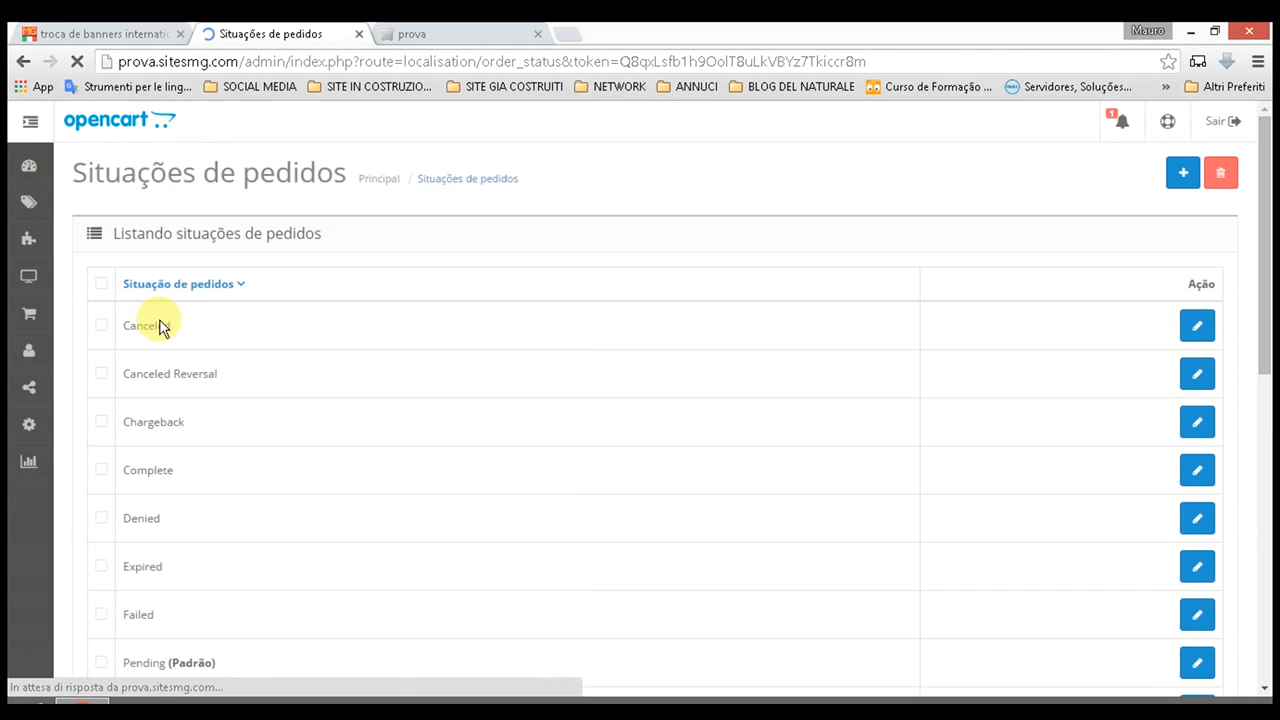 troca de banners internatio
Situações de pedidos
prova
Mauro
prova.sitesmg.com/admin/index.php?route=localisation/order_status&token=Q8qxLsfb1h9OolT8uLkVBYz7Tkiccr8m
App
Strumenti per le ling...
SOCIAL MEDIA
SITE IN COSTRUZIO...
SITE GIA COSTRUITI
NETWORK
ANNUCI
BLOG DEL NATURALE
Curso de Formação ...
Servidores, Soluções...
»
Altri Preferiti
opencart
1
Sair
Situações de pedidos
Principal / Situações de pedidos
Listando situações de pedidos
Situação de pedidos
Ação
Canceled
Canceled Reversal
Chargeback
Complete
Denied
Expired
Failed
Pending (Padrão)
In attesa di risposta da prova.sitesmg.com...